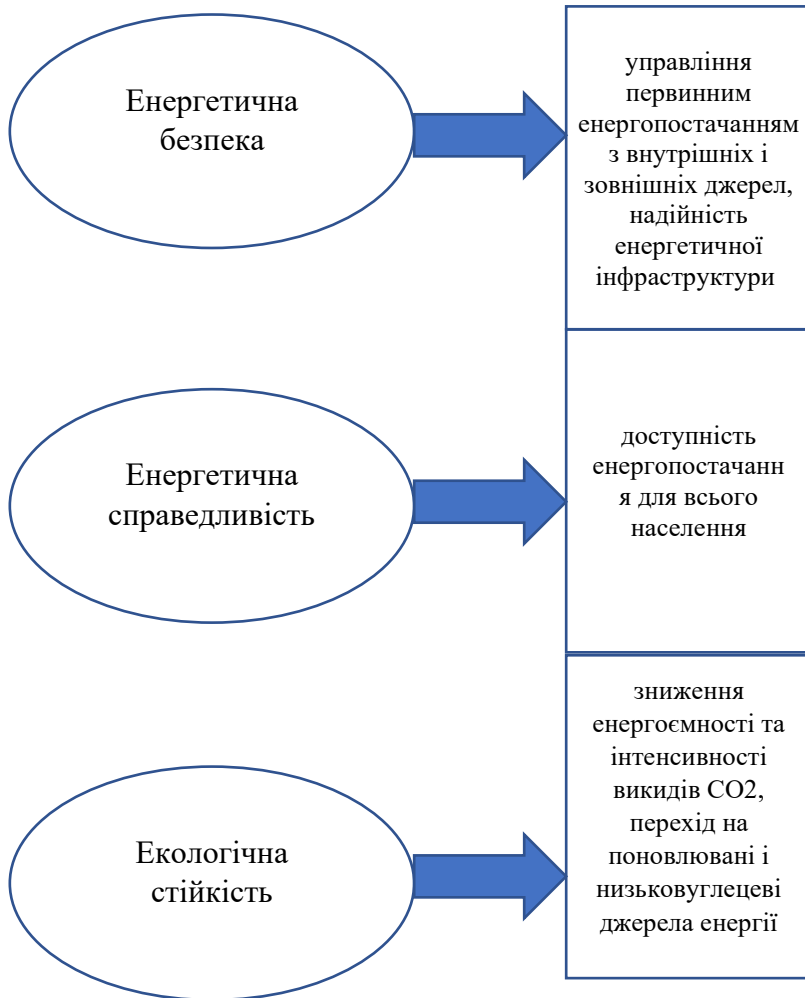 Енергетична
безпека
управління
первинним
енергопостачанням
з внутрішніх і
зовнішніх джерел,
надійність
енергетичної
інфраструктури
Енергетична
справедливість
доступність
енергопостачанн
я для всього
населення
Екологічна
стійкість
зниження
енергоємності та
інтенсивності
викидів CO2,
перехід на
поновлювані і
низьковуглецеві
джерела енергії